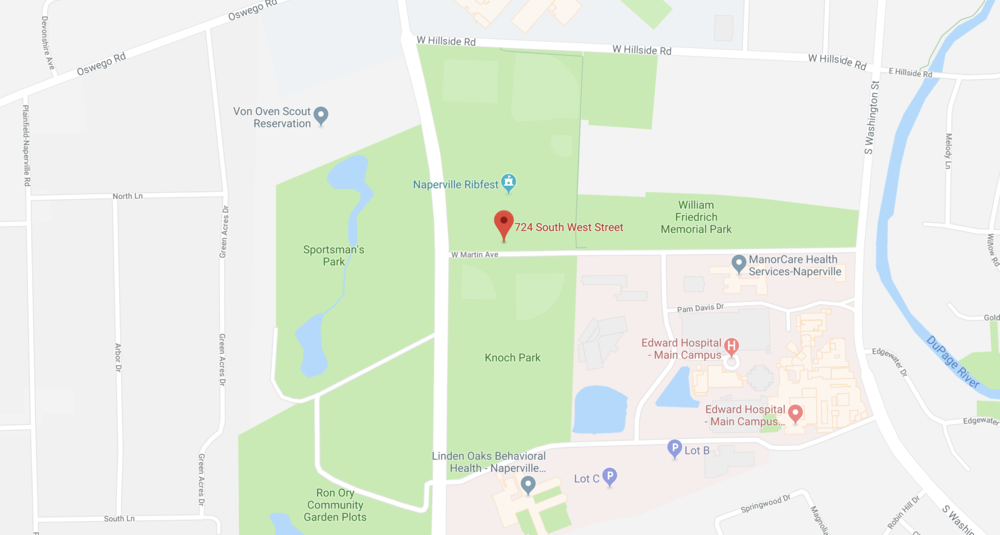 Oswego Rd
Devonshire Ave
W Hillside Rd
W Hillside Rd
W Hillside Rd
E Hillside Rd
Oswego Rd
S Washington St
Von Oven Scout
Reservation
Plainfield-Naperville Rd
Melody Ln
Naperville Ribfest
North Ln
Green Acres Dr
William
Friedrich
Memorial Park
724 South West Street
Willow Rd
Sportsman's
Park
W Martin Ave
ManorCare Health
Services-Naperville
Pam Davis Dr
Gold
Arbor Dr
Green Acres Dr
Knoch Park
Edward Hospital
- Main Campus
Edgewater Dr
DuPage River
Edward Hospital
- Main Campus...
Edgewater
Linden Oaks Behavioral
Health - Naperville...
Lot B
Lot C
Green Acres Dr
Ron Ory
Community
Garden Plots
South Ln
Springwood Dr
Magnolia
Robin Hill Dr
S Washington